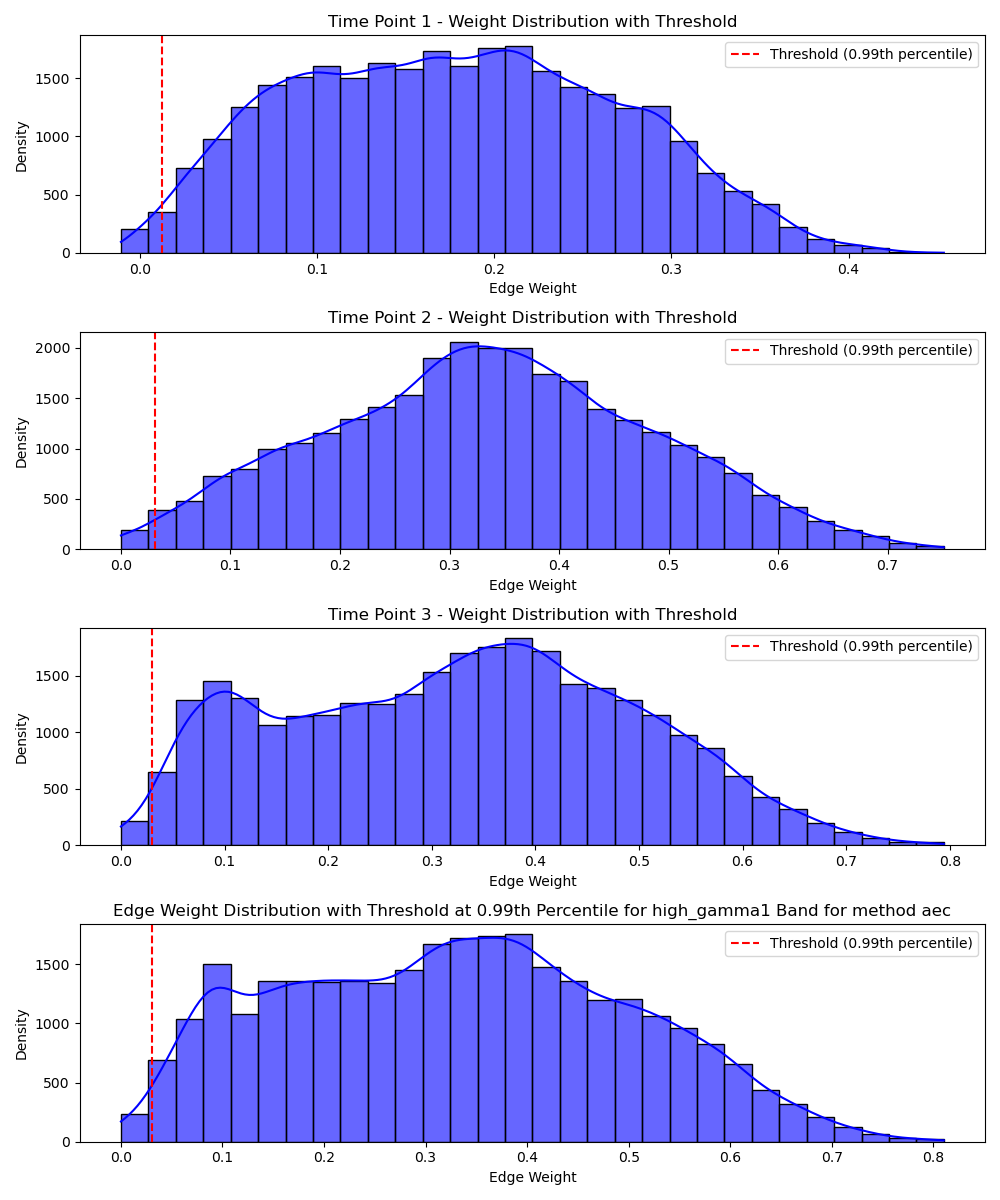 Time Point 1 - Weight Distribution with Threshold
Threshold (0.99th percentile)
1500
1000
500
0
Density
0.0 0.1 0.2 0.3 0.4
Edge Weight
Time Point 2 - Weight Distribution with Threshold
Threshold (0.99th percentile)
2000
1500
1000
500
0
Density
0.0 0.1 0.2 0.3 0.4 0.5 0.6 0.7
Edge Weight
Time Point 3 - Weight Distribution with Threshold
Threshold (0.99th percentile)
1500
1000
500
0
Density
0.0 0.1 0.2 0.3 0.4 0.5 0.6 0.7 0.8
Edge Weight
Edge Weight Distribution with Threshold at 0.99th Percentile for high_gamma1 Band for method aec
Threshold (0.99th percentile)
1500
1000
500
0
Density
0.0 0.1 0.2 0.3 0.4 0.5 0.6 0.7 0.8
Edge Weight